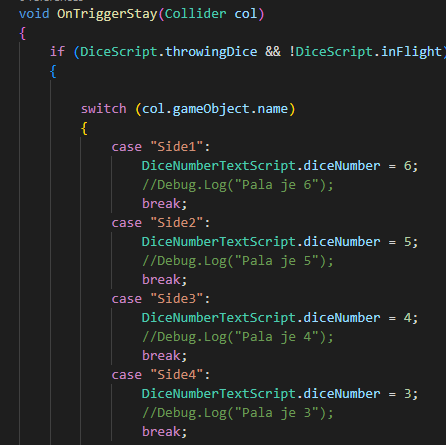 void OnTriggerStay(Collider col)
{
if (DiceScript.throwingDice && !DiceScript.inFlight)
{
switch (col.gameObject.name)
{
case "Side1":
DiceNumberTextScript.diceNumber = 6;
//Debug.Log("Pala je 6");
break;
case "Side2":
DiceNumberTextScript.diceNumber = 5;
//Debug.Log("Pala je 5");
break;
case "Side3":
DiceNumberTextScript.diceNumber = 4;
//Debug.Log("Pala je 4");
break;
case "Side4":
DiceNumberTextScript.diceNumber = 3;
//Debug.Log("Pala je 3");
break;